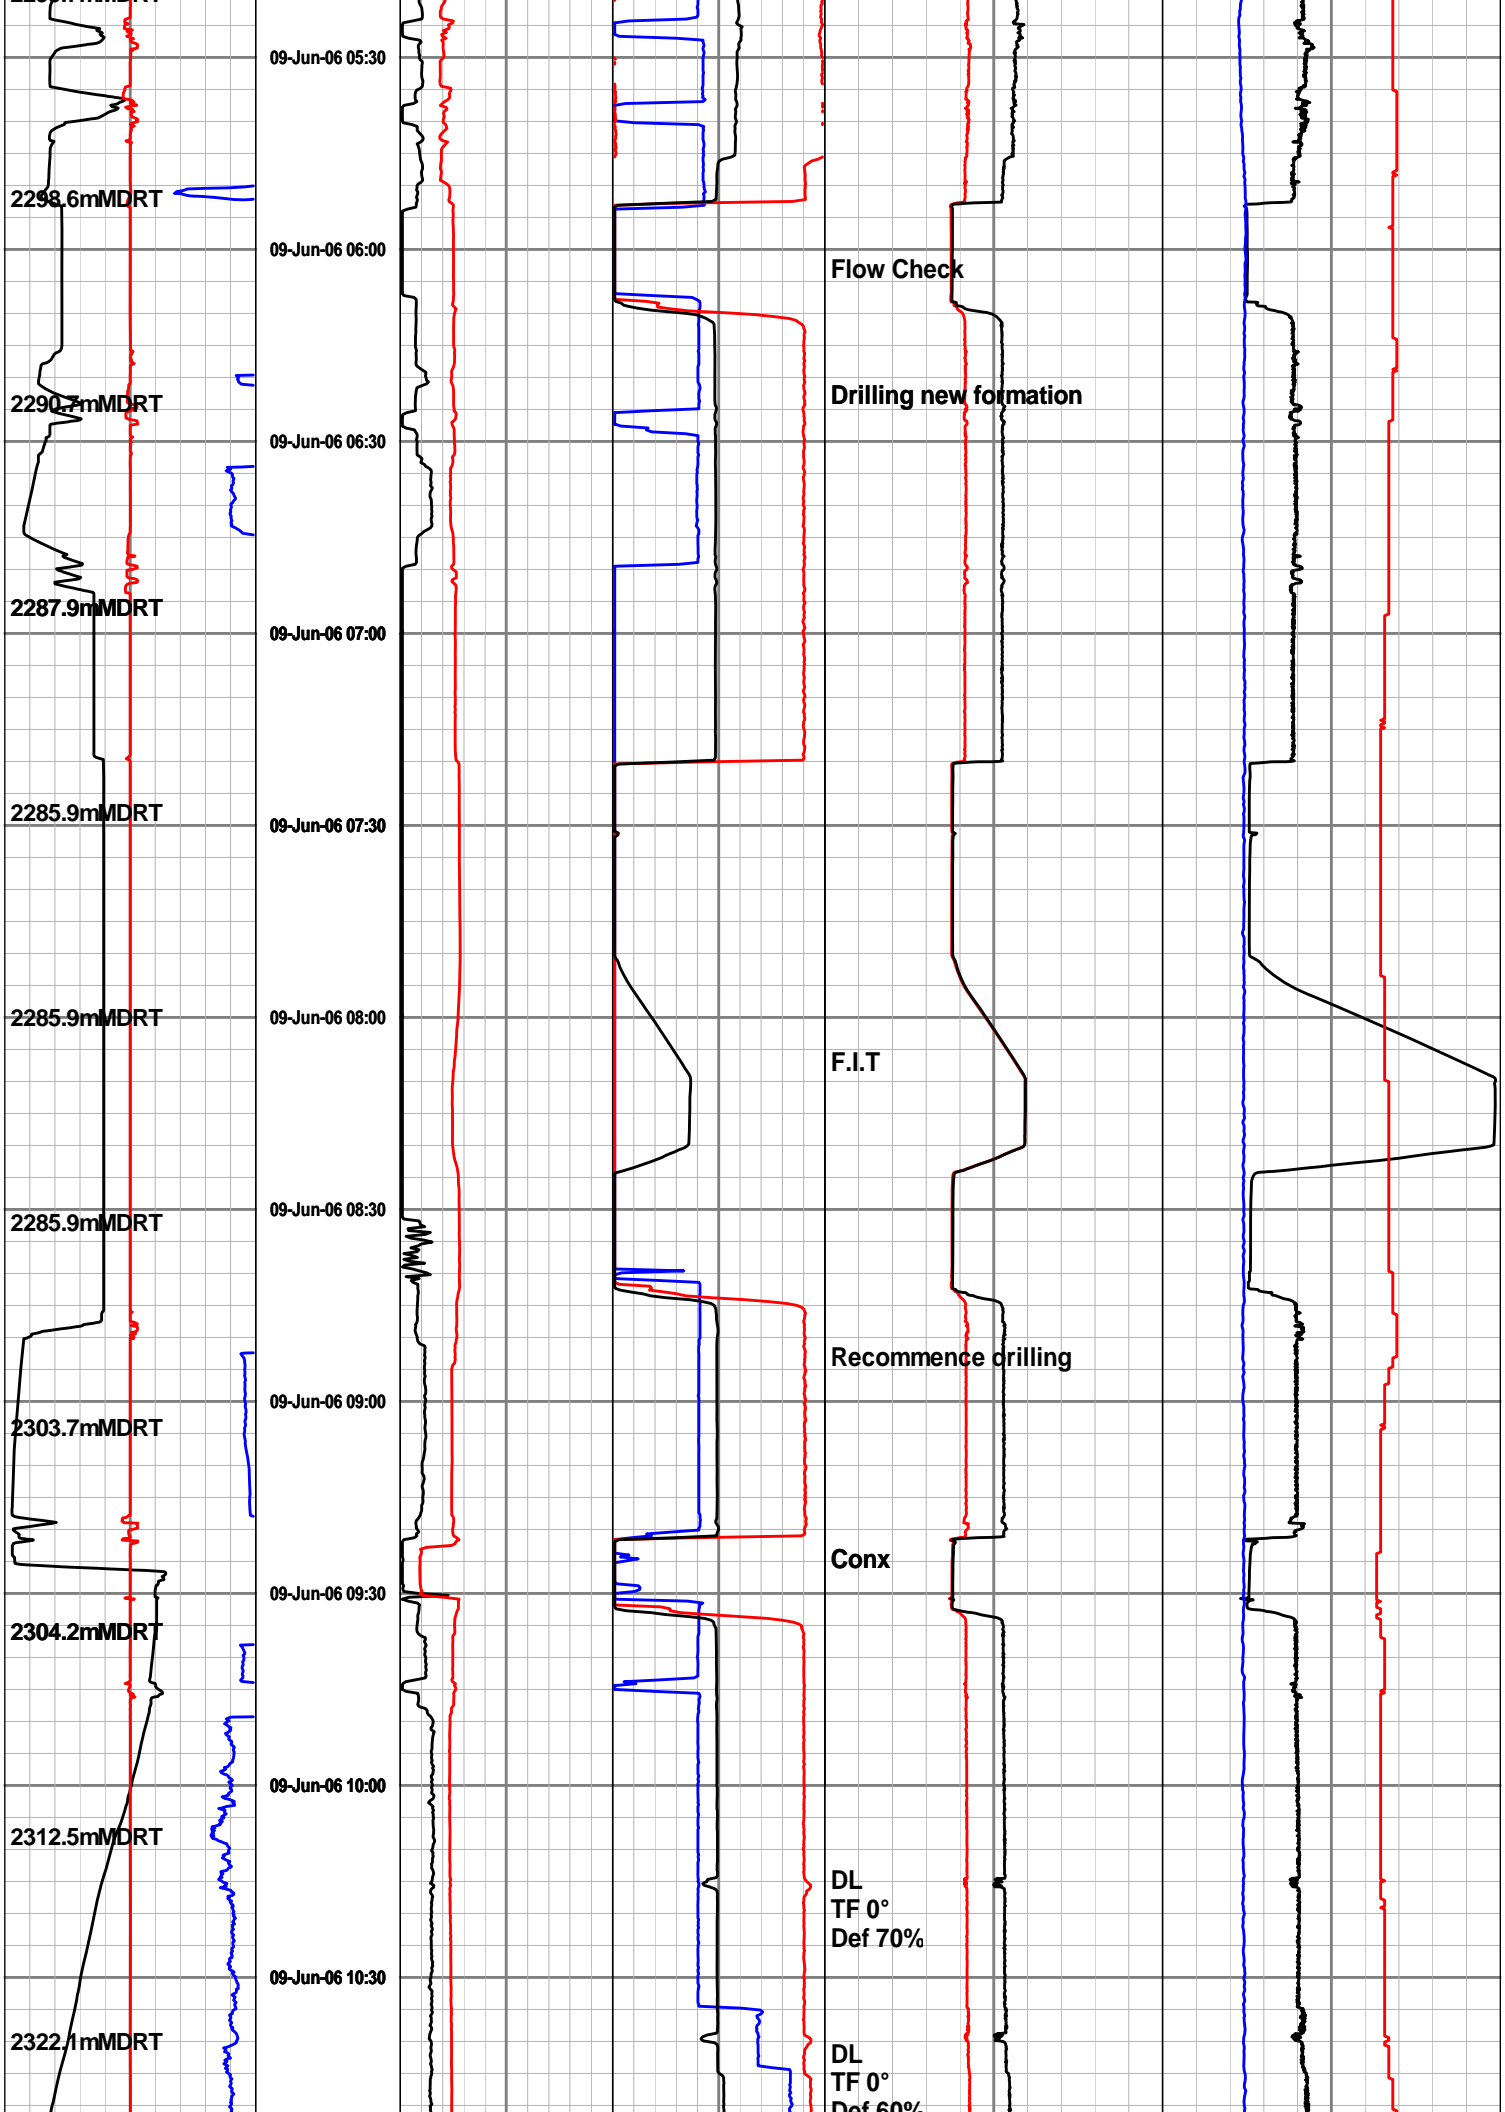 09-Jun-06 05:30
2298.6mMDRT
09-Jun-06 06:00
Flow Check
2290.7mMDRT
Drilling new formation
09-Jun-06 06:30
2287.9mMDRT
09-Jun-06 07:00
2285.9mMDRT
09-Jun-06 07:30
2285.9mMDRT
09-Jun-06 08:00
F.I.T
09-Jun-06 08:30
2285.9mMDRT
Recommence drilling
09-Jun-06 09:00
2303.7mMDRT
Conx
09-Jun-06 09:30
2304.2mMDRT
09-Jun-06 10:00
2312.5mMDRT
DL
TF 0°
Def 70%
09-Jun-06 10:30
2322.1mMDRT
DL
TF 0°
Def 60%